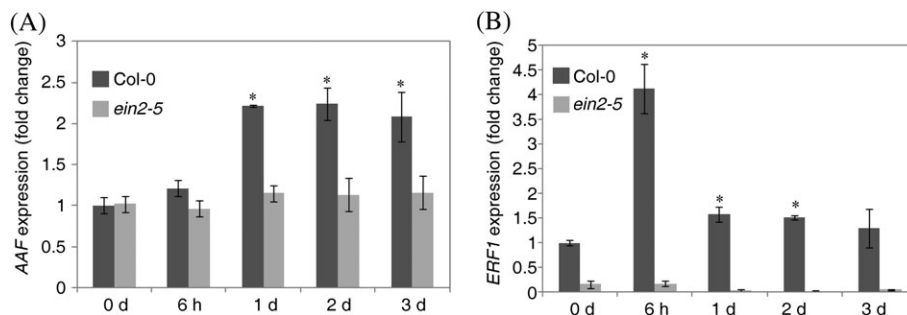 (A)
AAF expression (fold change)
3
2.5
2
1.5
1
0.5
0
Col-0
ein2-5
*
*
*
0 d
6 h
1 d
2 d
3 d
(B)
ERF1 expression (fold change)
5
4.5
4
3.5
3
2.5
2
1.5
1
0.5
0
Col-0
ein2-5
*
*
*
0 d
6 h
1 d
2 d
3 d